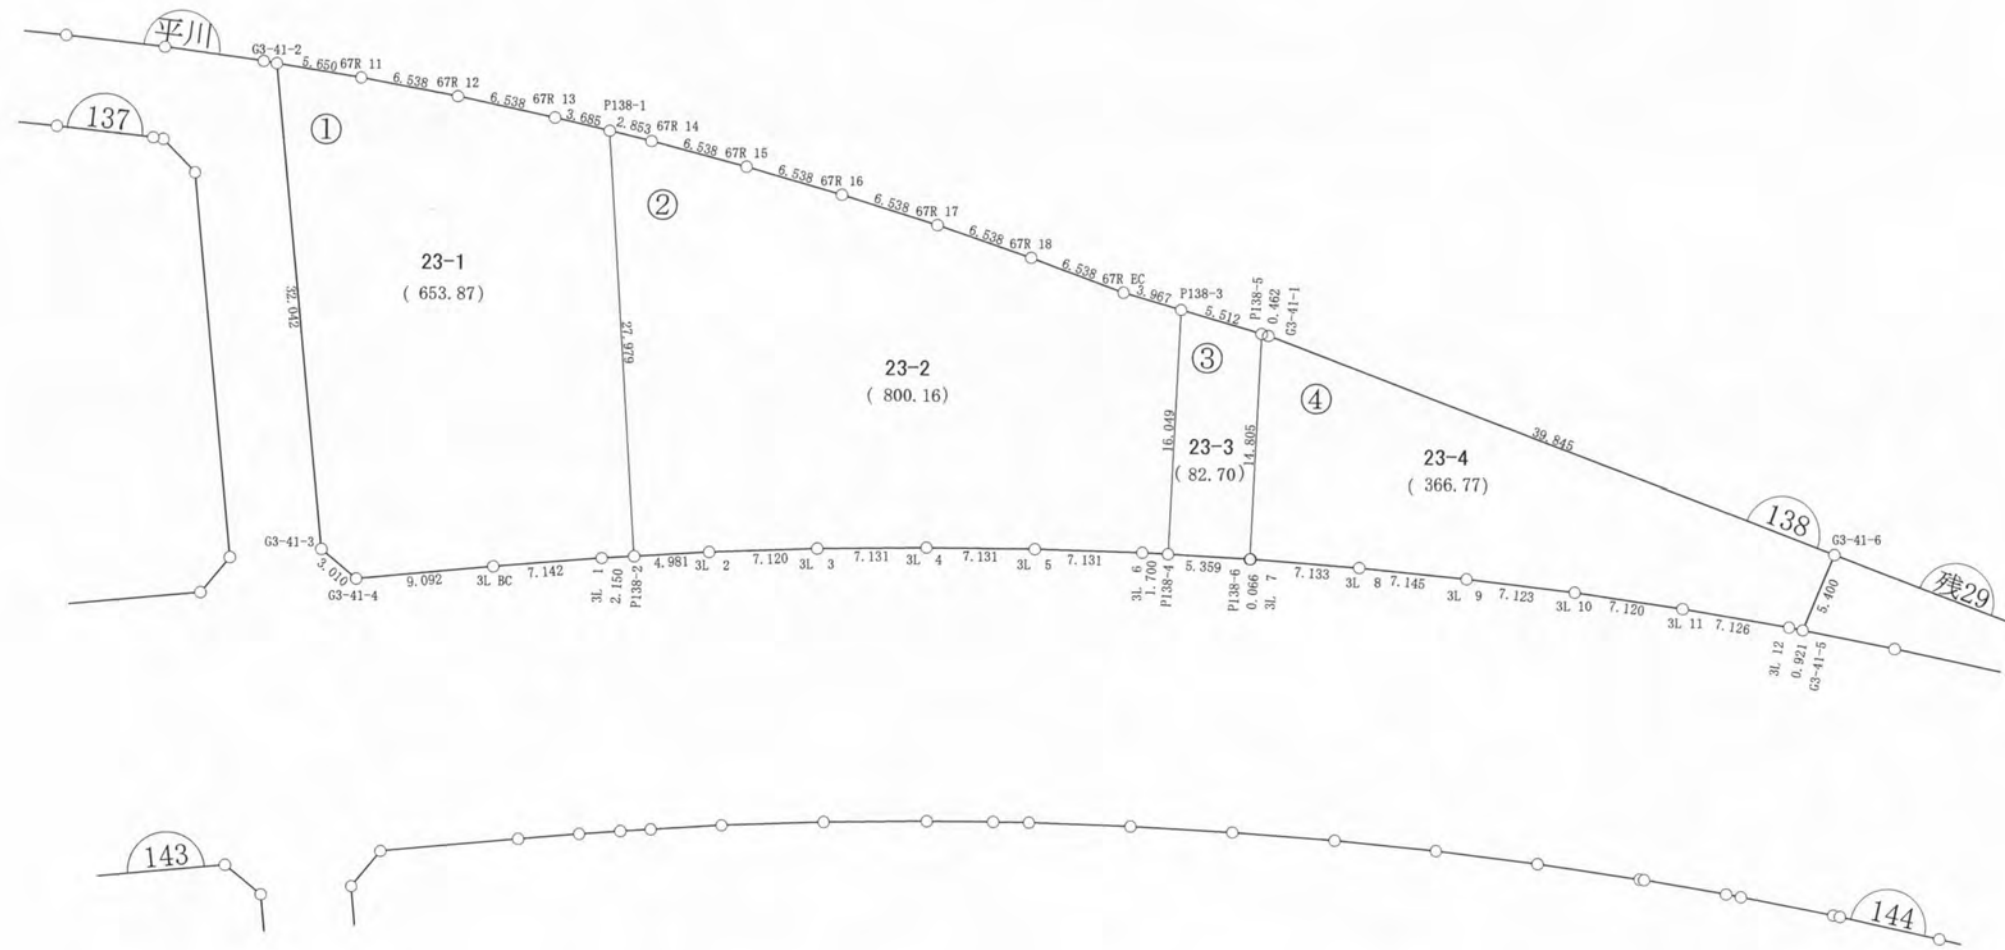 平川
G3-41-2
5.650
67R 11
6.538
67R 12
6.538
67R 13
3.685
P138-1
2.853
67R 14
6.538
67R 15
6.538
67R 16
6.538
67R 17
6.538
67R 18
6.538
67R EC
3.967
P138-3
5.512
P138-5
0.462
G3-41-1
137
①
②
③
④
23-1
( 653.87)
32.042
27.979
23-2
( 800.16)
16.049
23-3
( 82.70)
14.805
23-4
( 366.77)
39.845
138
G3-41-6
5.400
残29
G3-41-3
3.010
G3-41-4
9.092
3L BC
7.142
3L 1
2.150
P138-2
4.981
3L 2
7.120
3L 3
7.131
3L 4
7.131
3L 5
7.131
3L 6
1.700
P138-4
5.359
P138-6
0.066
3L 7
7.133
3L 8
7.145
3L 9
7.123
3L 10
7.120
3L 11
7.126
3L 12
0.921
G3-41-5
143
144